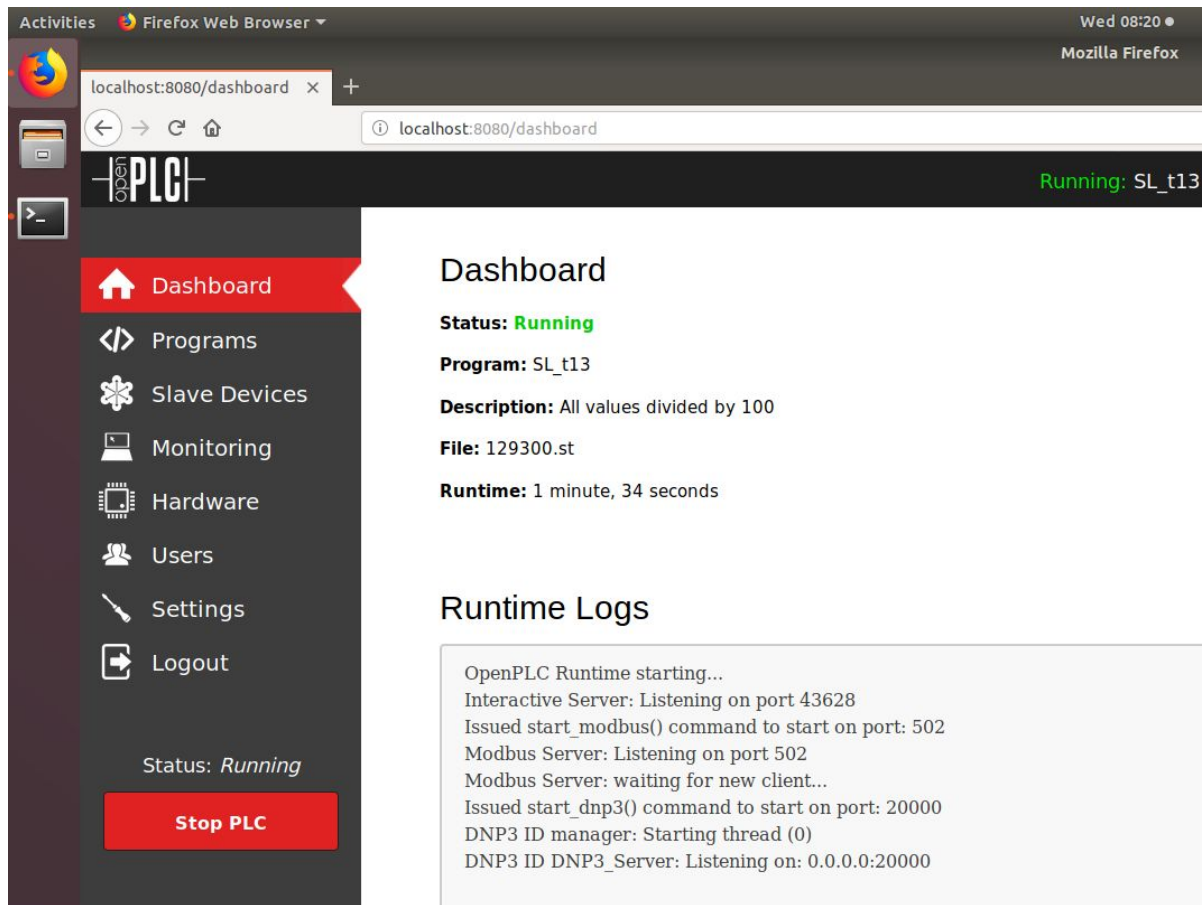 Activities Firefox Web Browser Wed 08:20
Mozilla Firefox
localhost:8080/dashboard
localhost:8080/dashboard
open PLC Running: SL_t13
Dashboard
Programs
Slave Devices
Monitoring
Hardware
Users
Settings
Logout
Status: Running
Stop PLC
Dashboard
Status: Running
Program: SL_t13
Description: All values divided by 100
File: 129300.st
Runtime: 1 minute, 34 seconds
Runtime Logs
OpenPLC Runtime starting...
Interactive Server: Listening on port 43628
Issued start_modbus() command to start on port: 502
Modbus Server: Listening on port 502
Modbus Server: waiting for new client...
Issued start_dnp3() command to start on port: 20000
DNP3 ID manager: Starting thread (0)
DNP3 ID DNP3_Server: Listening on: 0.0.0.0:20000